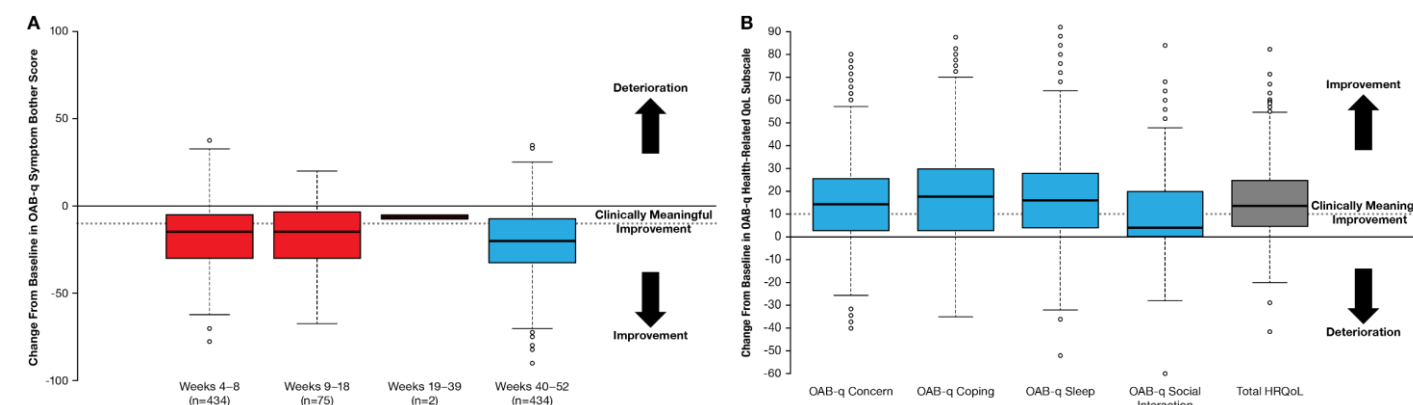 A
Change From Baseline in OAB-q Symptom Bother Score
100
50
0
-50
-100
Deterioration
Clinically Meaningful
Improvement
Improvement
Weeks 4–8
(n=434)
Weeks 9–18
(n=75)
Weeks 19–39
(n=2)
Weeks 40–52
(n=434)
B
Change From Baseline in OAB-q Health-Related QoL Subscale
90
80
70
60
50
40
30
20
10
0
-10
-20
-30
-40
-50
-60
Improvement
Clinically Meaning
Improvement
Deterioration
OAB-q Concern
OAB-q Coping
OAB-q Sleep
OAB-q Social
Interaction
Total HRQoL